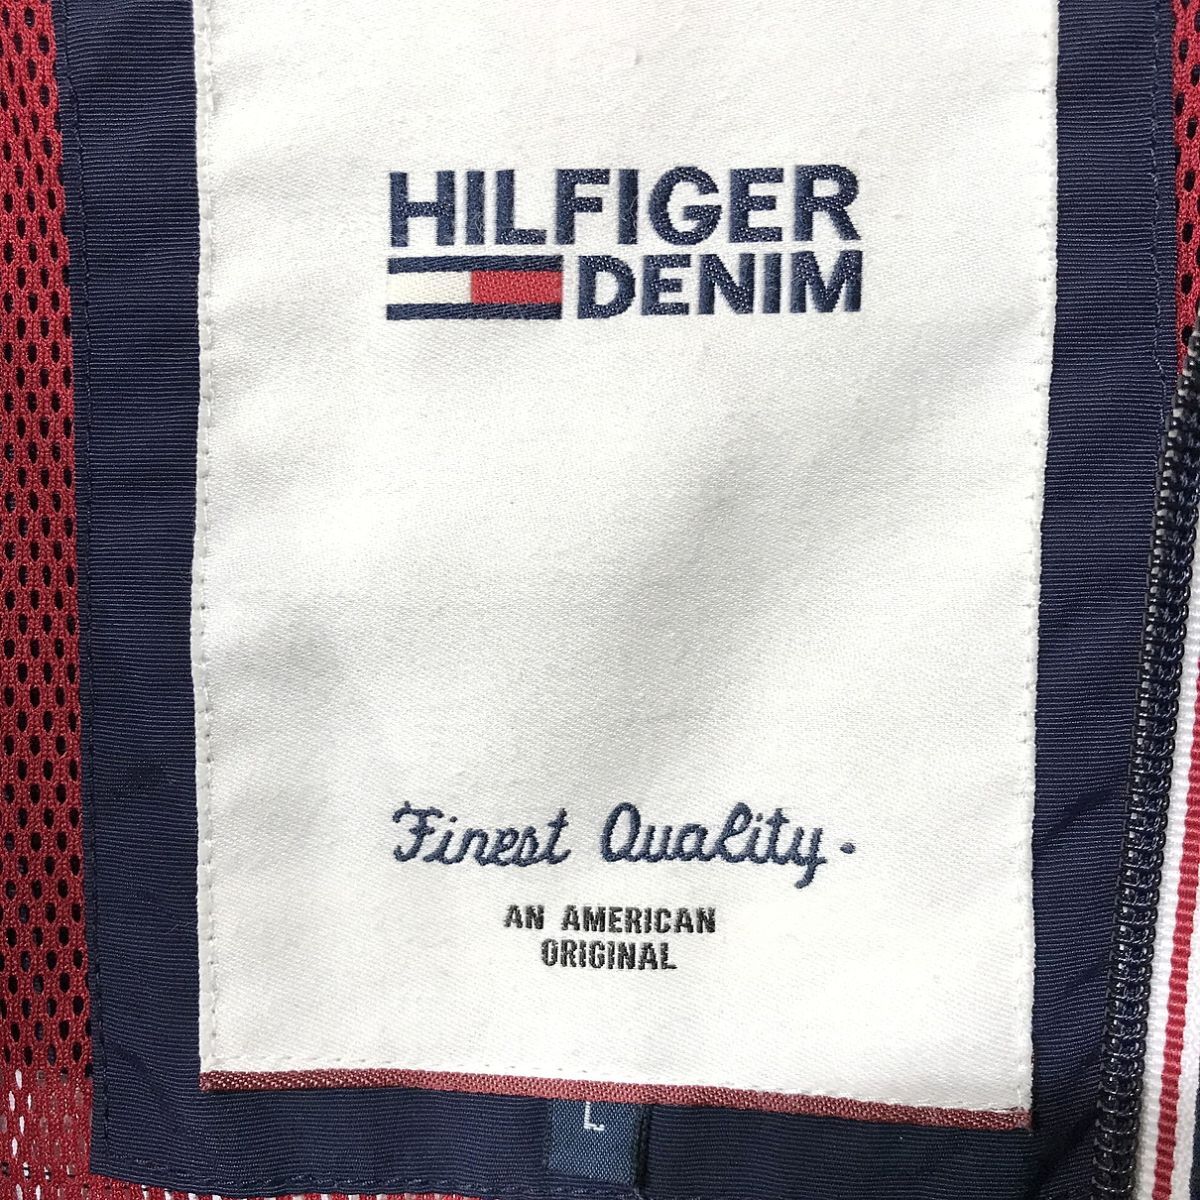 HILFIGER
DENIM
Finest Quality.
AN AMERICAN
ORIGINAL
L